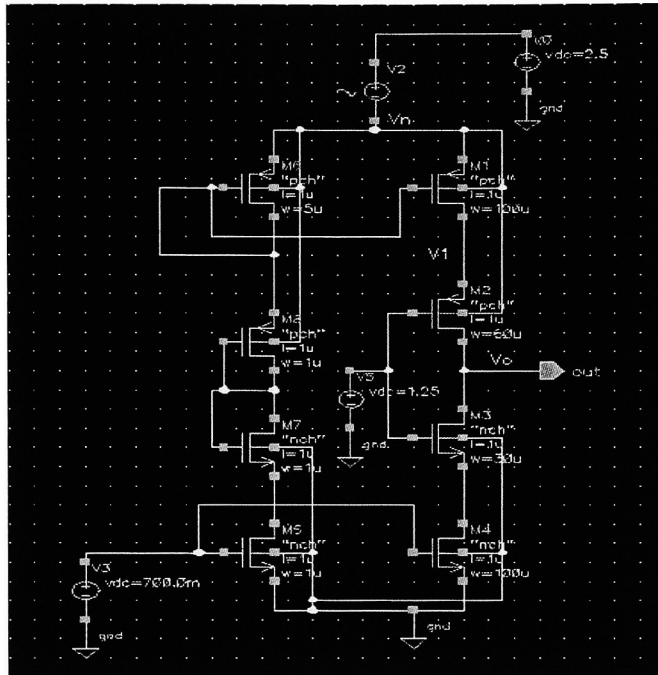 V0
vdc=2.5
V2
gnd
Vn
M6
"pch"
l=.1u
w=5u
M1
"pch"
l=.1u
w=100u
V1
M2
"pch"
l=.1u
w=60u
M8
"pch"
l=.1u
w=1u
Vo
out
V5
vdc=1.25
gnd
M7
"nch"
l=.1u
w=1u
M3
"nch"
l=.1u
w=30u
M5
"nch"
l=.1u
w=1u
M4
"nch"
l=.1u
w=100u
V3
vdc=700.0m
gnd
gnd